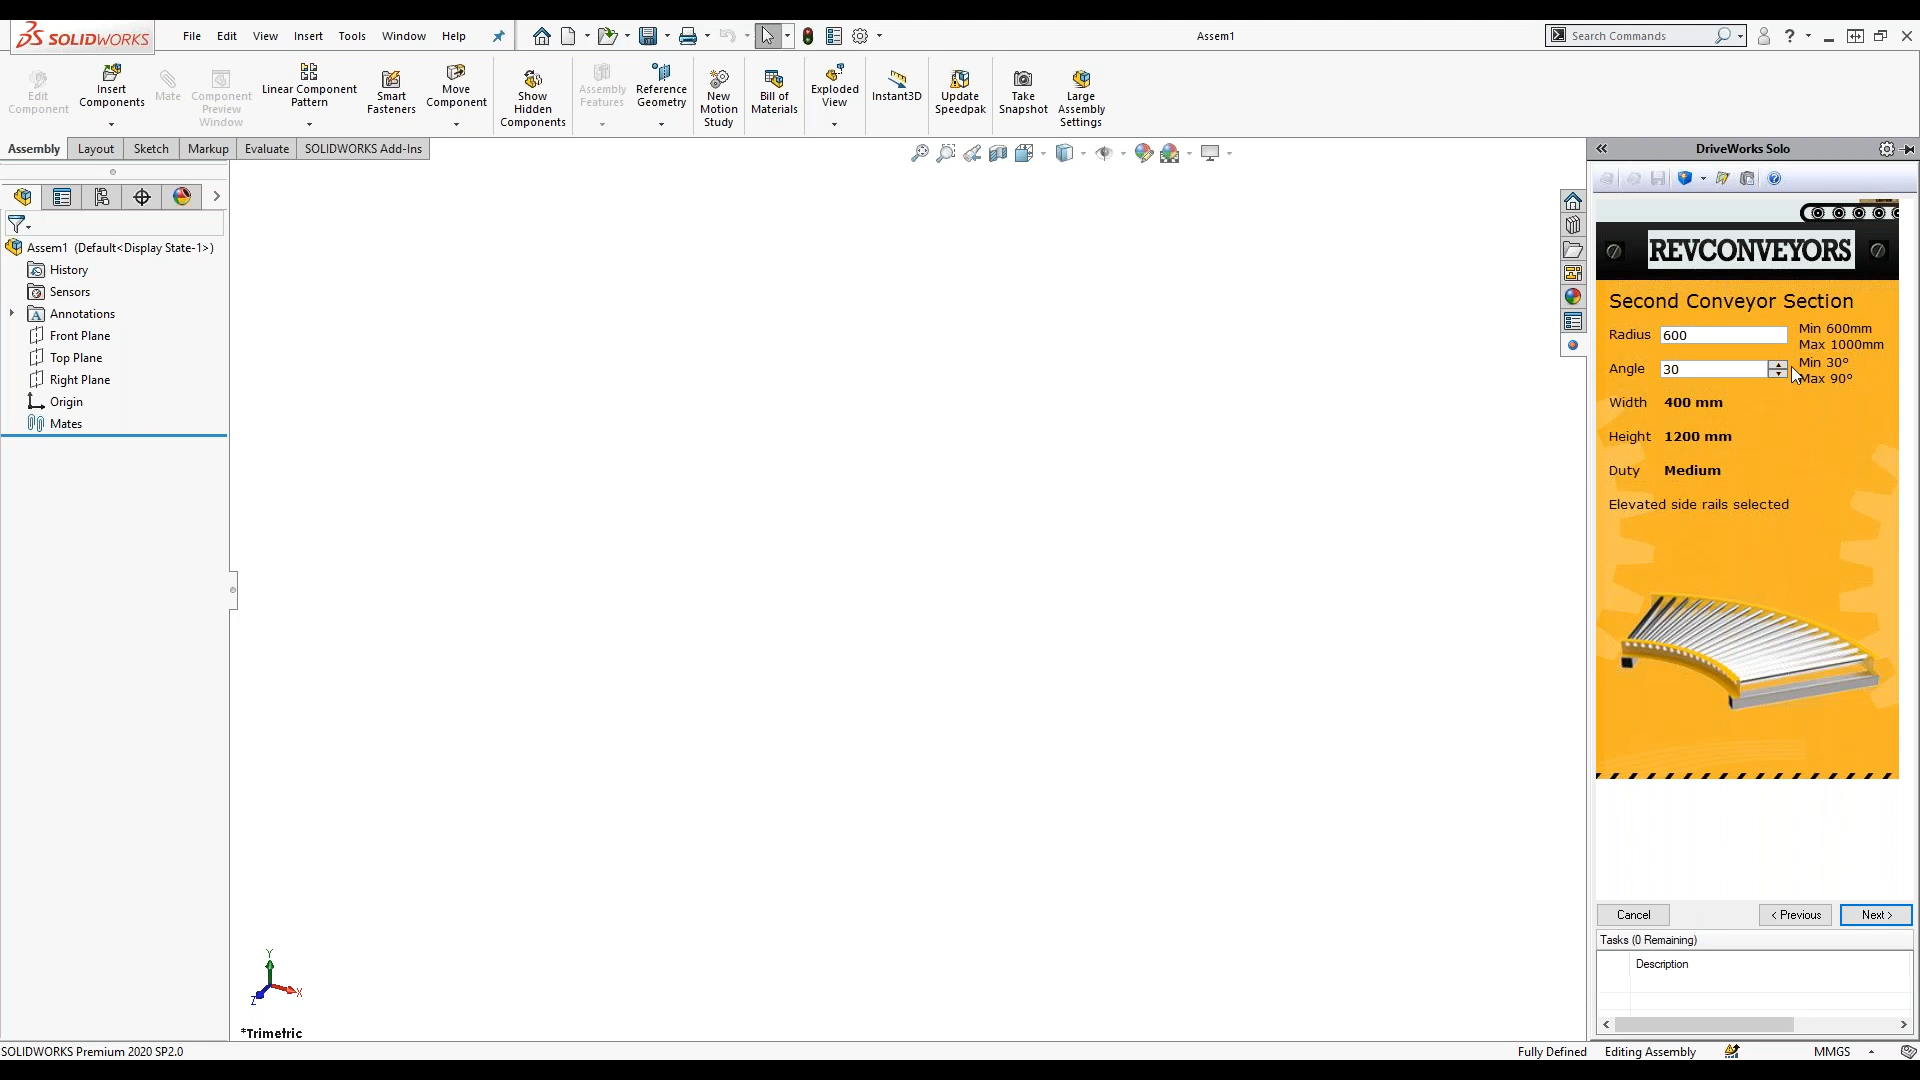 SOLIDWORKS
File Edit View Insert Tools Window Help
Assem1
Search Commands
Edit Component
Insert Components
Mate
Component Preview Window
Linear Component Pattern
Smart Fasteners
Move Component
Show Hidden Components
Assembly Features
Reference Geometry
New Motion Study
Bill of Materials
Exploded View
Instant3D
Update Speedpak
Take Snapshot
Large Assembly Settings
Assembly Layout Sketch Markup Evaluate SOLIDWORKS Add-Ins
Assem1 (Default<Display State-1>)
History
Sensors
Annotations
Front Plane
Top Plane
Right Plane
Origin
Mates
Y
X
Z
*Trimetric
DriveWorks Solo
REVCONVEYORS
Second Conveyor Section
Radius 600 Min 600mm
Max 1000mm
Angle 30 Min 30°
Max 90°
Width 400 mm
Height 1200 mm
Duty Medium
Elevated side rails selected
Cancel < Previous Next >
Tasks (0 Remaining)
Description
SOLIDWORKS Premium 2020 SP2.0 Fully Defined Editing Assembly MMGS